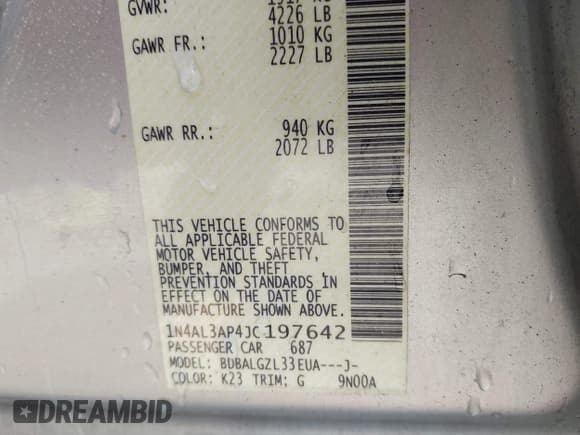 GVWR:
4226 LB
GAWR FR.: 1010 KG
2227 LB
GAWR RR.: 940 KG
2072 LB
THIS VEHICLE CONFORMS TO
ALL APPLICABLE FEDERAL
MOTOR VEHICLE SAFETY,
BUMPER, AND THEFT
PREVENTION STANDARDS IN
EFFECT ON THE DATE OF
MANUFACTURE SHOWN ABOVE.
1N4AL3AP4JC197642
PASSENGER CAR 687
MODEL: BDBALGZL33EUA---J-
COLOR: K23 TRIM: G 9N00A
DREAMBID